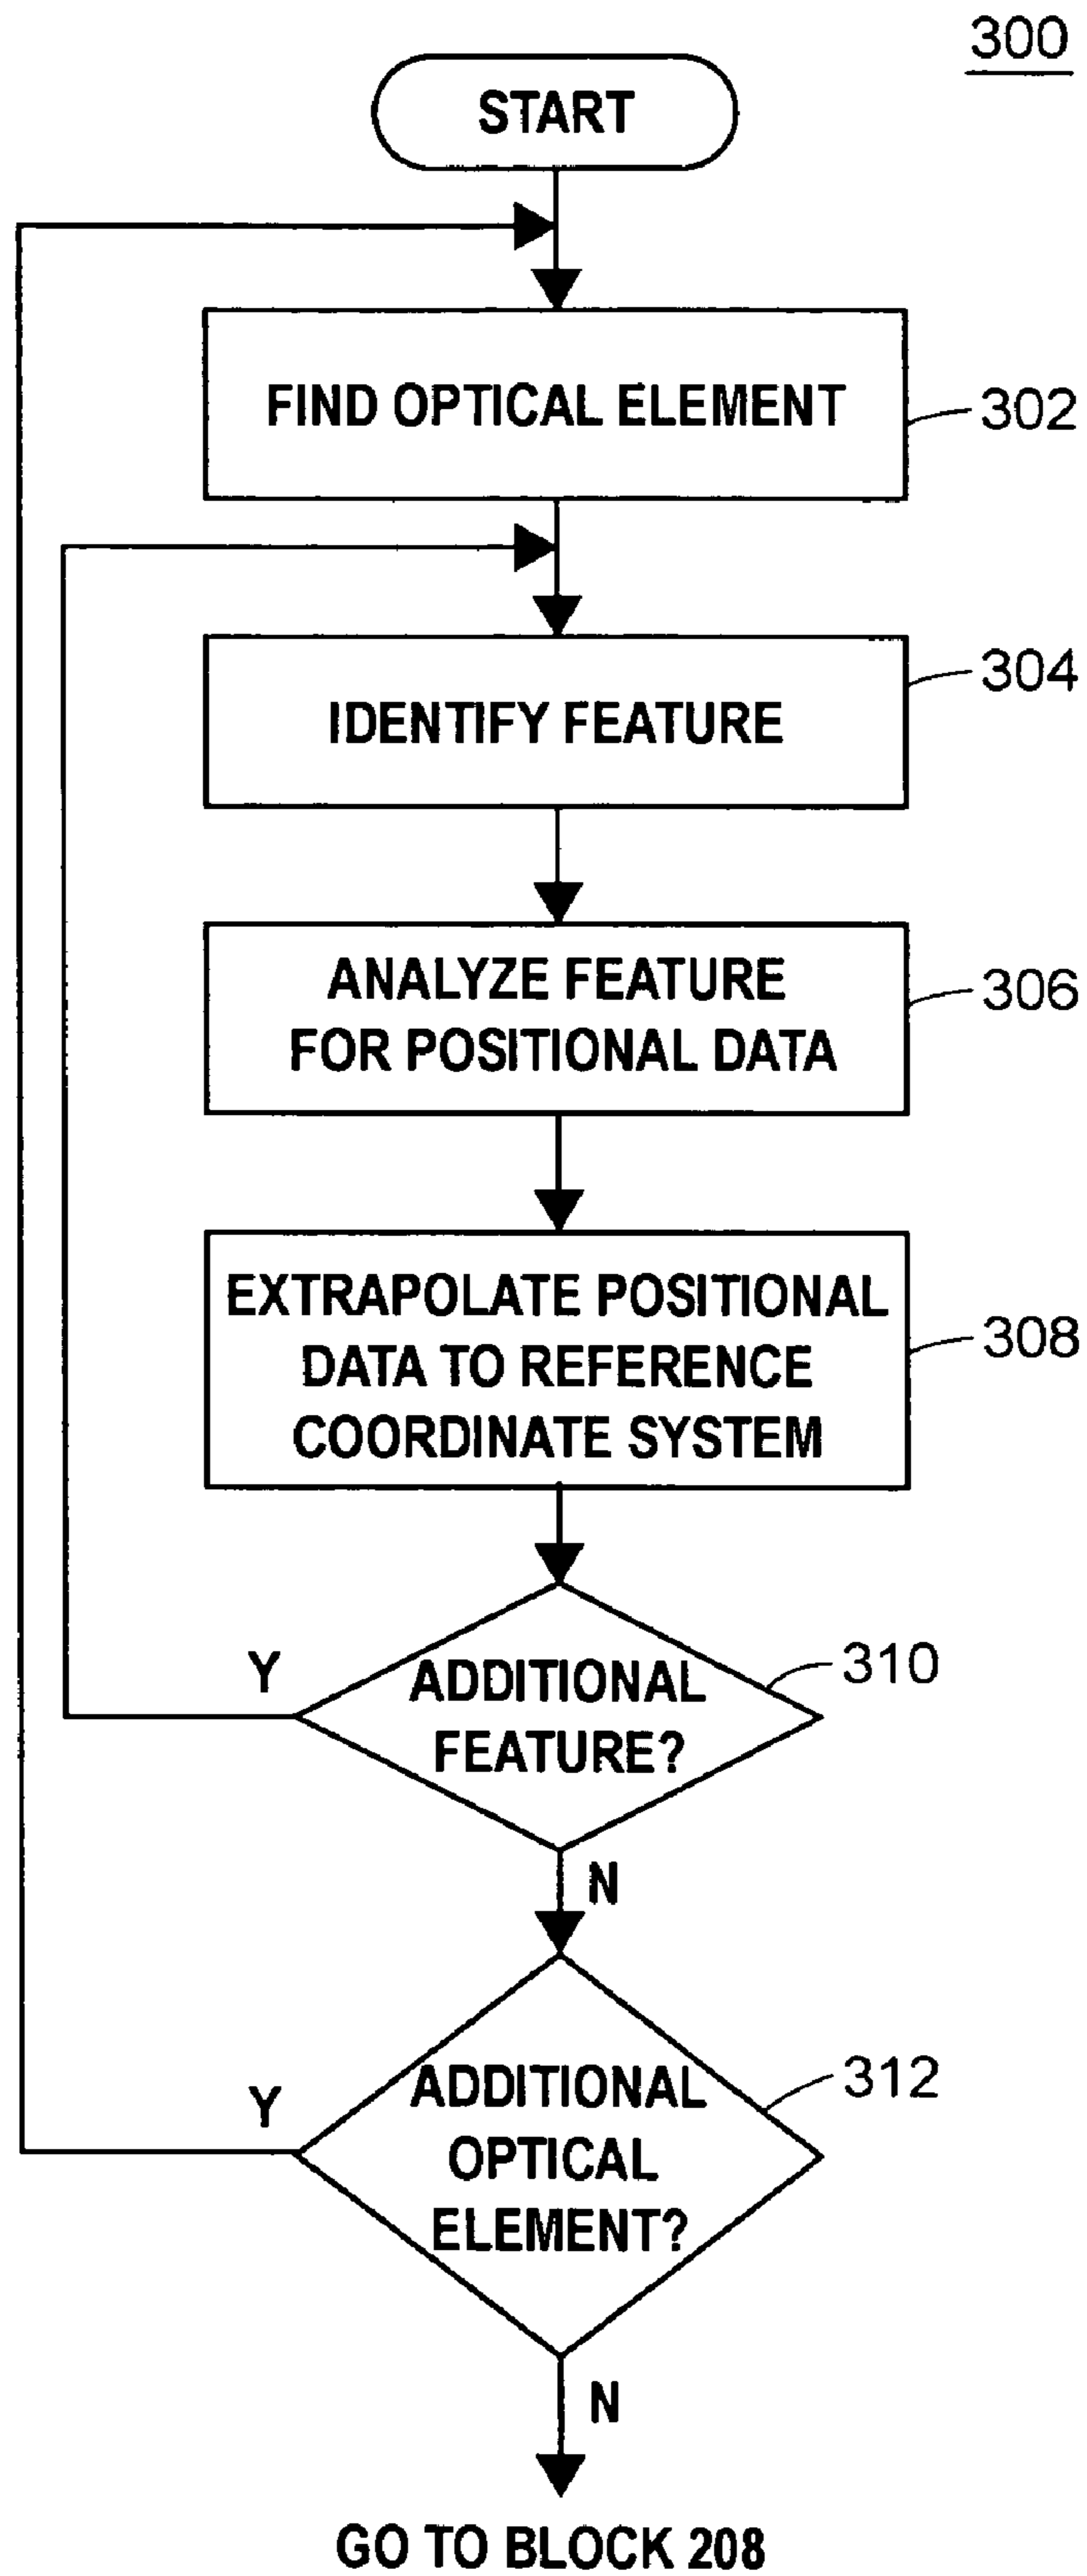 300
START
FIND OPTICAL ELEMENT
302
IDENTIFY FEATURE
304
ANALYZE FEATURE
FOR POSITIONAL DATA
306
EXTRAPOLATE POSITIONAL
DATA TO REFERENCE
COORDINATE SYSTEM
308
Y
ADDITIONAL
FEATURE?
310
N
Y
ADDITIONAL
OPTICAL
ELEMENT?
312
N
GO TO BLOCK 208